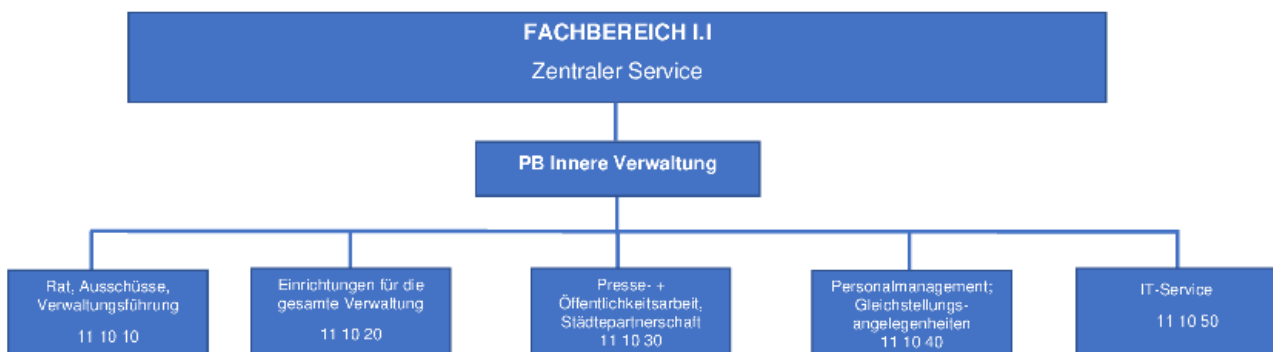 FACHBEREICH I.I
Zentraler Service
PB Innere Verwaltung
Rat, Ausschüsse,
Verwaltungsführung
11 10 10
Einrichtungen für die
gesamte Verwaltung
11 10 20
Presse- +
Öffentlichkeitsarbeit,
Städtepartnerschaft
11 10 30
Personalmanagement;
Gleichstellungs-
angelegenheiten
11 10 40
IT-Service
11 10 50